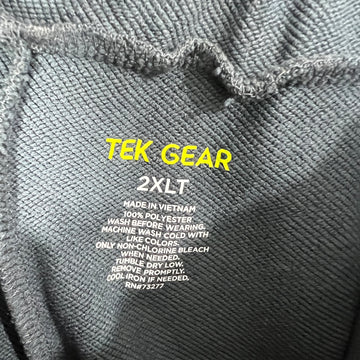 TEK GEAR
2XLT
MADE IN VIETNAM
100% POLYESTER
WASH BEFORE WEARING.
MACHINE WASH COLD WITH
LIKE COLORS.
ONLY NON-CHLORINE BLEACH
WHEN NEEDED.
TUMBLE DRY LOW.
REMOVE PROMPTLY.
COOL IRON IF NEEDED.
RN#73277